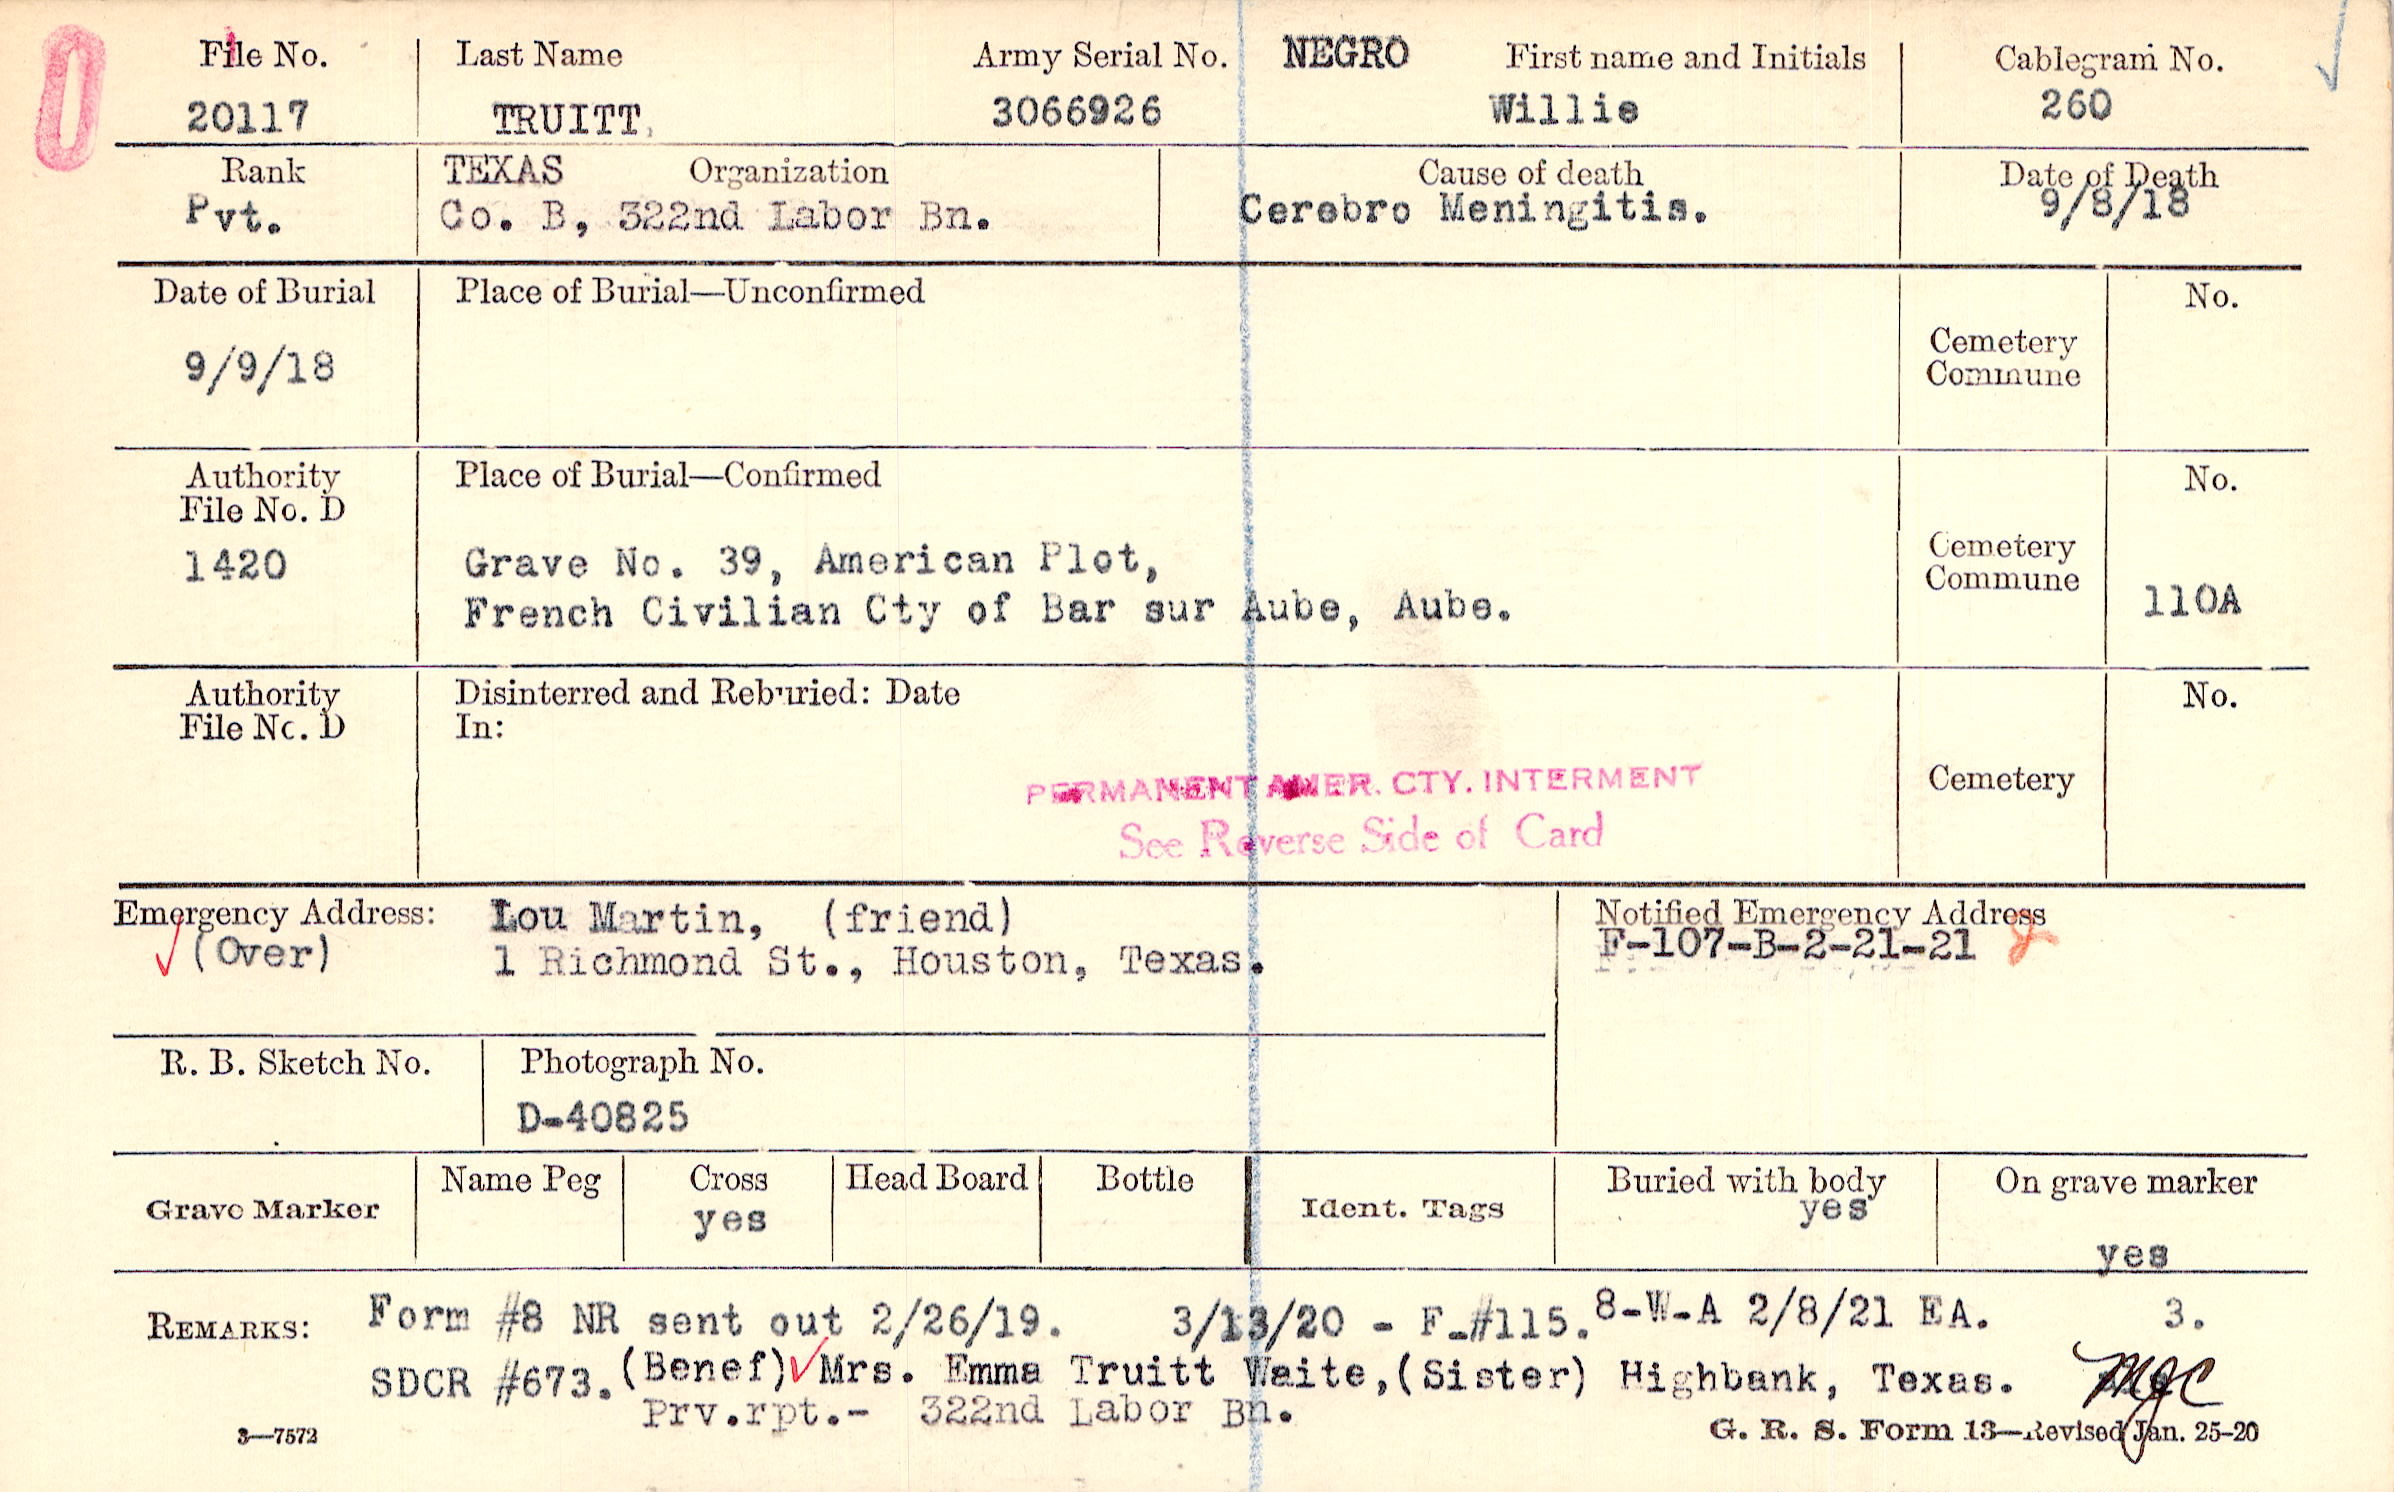 File No. Last Name Army Serial No. NEGRO First name and Initials Cablegram No.
20117 TRUITT, 3066926 Willie 260
Rank TEXAS Organization Cause of death Date of Death
Pvt. Co. B, 322nd Labor Bn. Cerebro Meningitis. 9/8/18
Date of Burial Place of Burial—Unconfirmed No.
9/9/18 Cemetery
Commune
Authority Place of Burial—Confirmed No.
File No. D
1420 Grave No. 39, American Plot, Cemetery
Commune
French Civilian Cty of Bar sur Aube, Aube. 110A
Authority Disinterred and Reburied: Date No.
File No. D In:
PERMANENT AMER. CTY. INTERMENT Cemetery
See Reverse Side of Card
Emergency Address: Lou Martin, (friend) Notified Emergency Address
(Over) 1 Richmond St., Houston, Texas. F-107-B-2-21-21
R. B. Sketch No. Photograph No.
D-40825
Grave Marker Name Peg Cross Head Board Bottle Ident. Tags Buried with body On grave marker
yes yes yes
REMARKS: Form #8 NR sent out 2/26/19. 3/13/20 - F-#115. 8-W-A 2/8/21 EA. 3.
SDCR #673. (Benef) Mrs. Emma Truitt Waite, (Sister) Highbank, Texas. MJC
Prv.rpt.- 322nd Labor Bn.
3—7572 G. R. S. Form 13—Revised Jan. 25-20